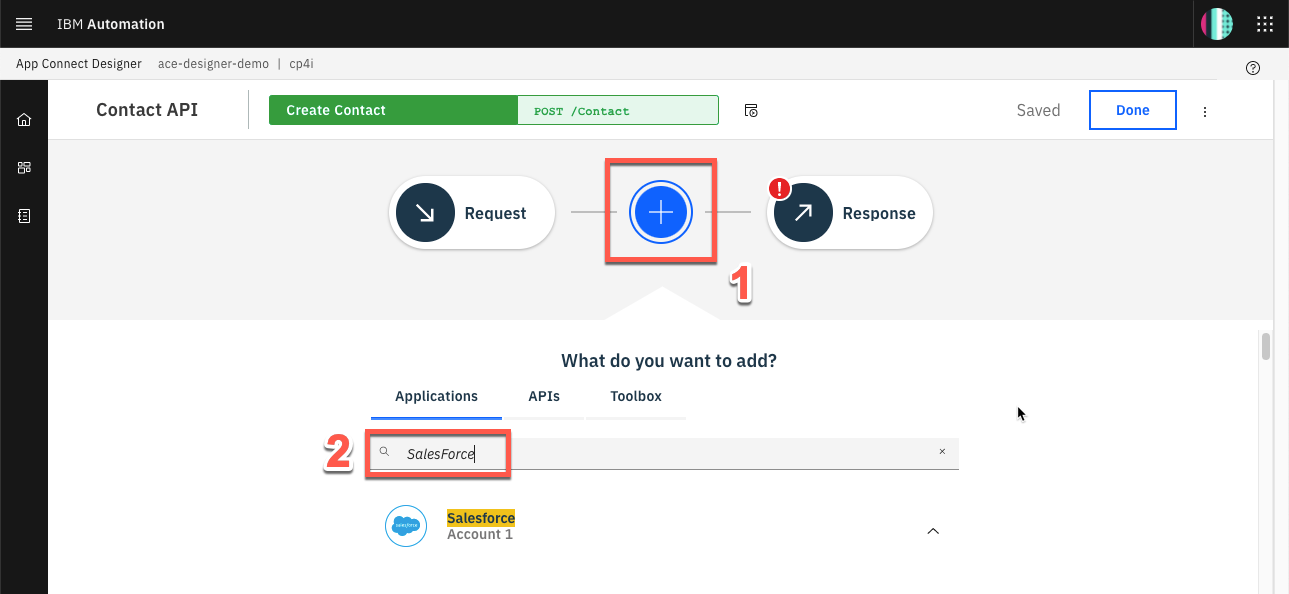 IBM Automation
App Connect Designer ace-designer-demo | cp4i
Contact API
Create Contact
POST /Contact
Saved
Done
Request
!
Response
1
What do you want to add?
Applications
APIs
Toolbox
2
SalesForce
salesforce
Salesforce
Account 1